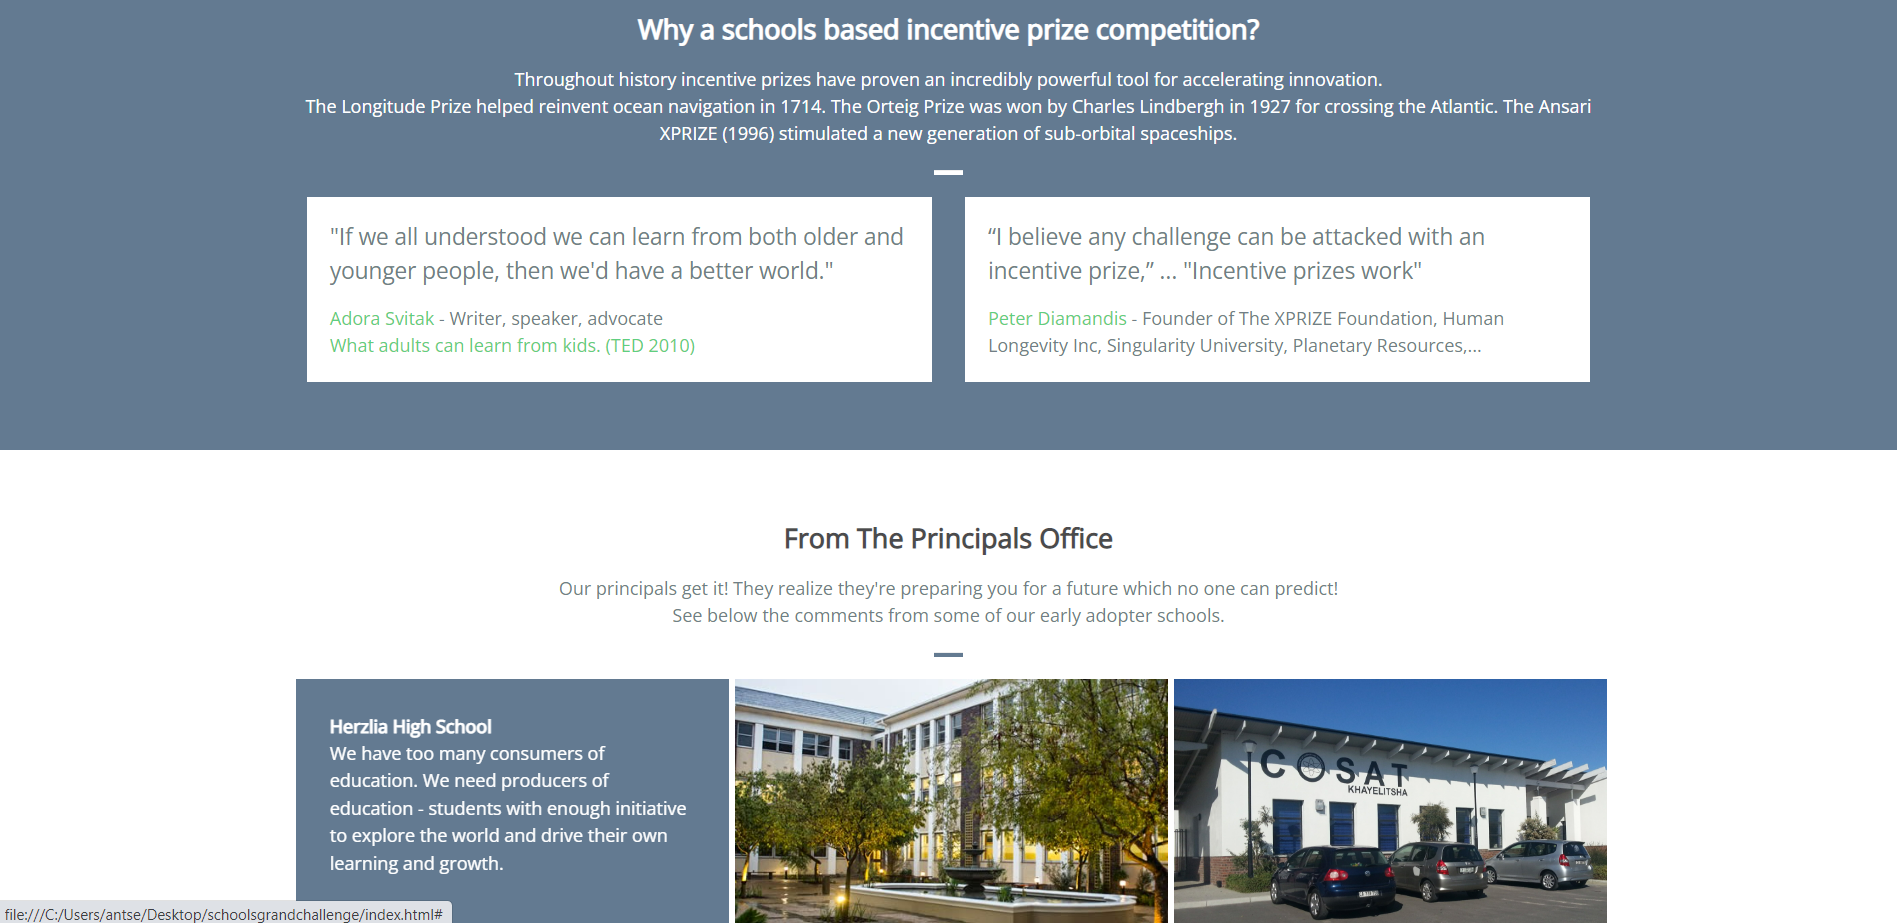 Why a schools based incentive prize competition?
Throughout history incentive prizes have proven an incredibly powerful tool for accelerating innovation.
The Longitude Prize helped reinvent ocean navigation in 1714. The Orteig Prize was won by Charles Lindbergh in 1927 for crossing the Atlantic. The Ansari
XPRIZE (1996) stimulated a new generation of sub-orbital spaceships.
"If we all understood we can learn from both older and
younger people, then we'd have a better world."
Adora Svitak - Writer, speaker, advocate
What adults can learn from kids. (TED 2010)
“I believe any challenge can be attacked with an
incentive prize,” ... "Incentive prizes work"
Peter Diamandis - Founder of The XPRIZE Foundation, Human
Longevity Inc, Singularity University, Planetary Resources,...
From The Principals Office
Our principals get it! They realize they're preparing you for a future which no one can predict!
See below the comments from some of our early adopter schools.
Herzlia High School
We have too many consumers of
education. We need producers of
education - students with enough initiative
to explore the world and drive their own
learning and growth.
COSAT
KHAYELITSHA
file:///C:/Users/antse/Desktop/schoolsgrandchallenge/index.html#